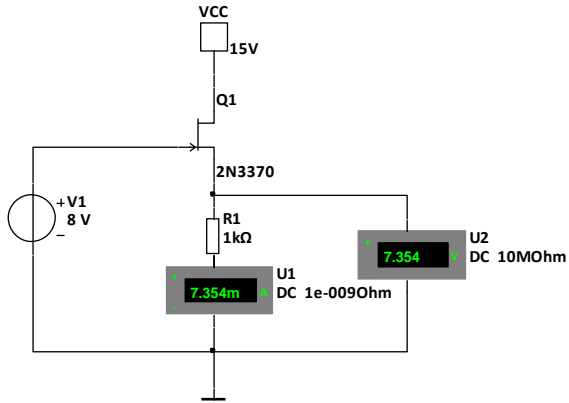 VCC
15V
Q1
2N3370
+ V1
8 V
−
R1
1kΩ
+
7.354m A
-
U1
DC 1e-009Ohm
+
7.354 V
-
U2
DC 10MOhm